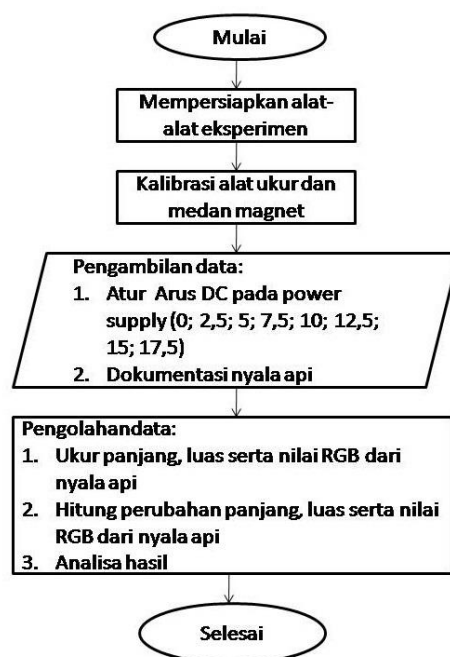 Mulai
Mempersiapkan alat-
alat eksperimen
Kalibrasi alat ukur dan
medan magnet
Pengambilan data:
1. Atur Arus DC pada power
supply (0; 2,5; 5; 7,5; 10; 12,5;
15; 17,5)
2. Dokumentasi nyala api
Pengolahandata:
1. Ukur panjang, luas serta nilai RGB dari
nyala api
2. Hitung perubahan panjang, luas serta nilai
RGB dari nyala api
3. Analisa hasil
Selesai